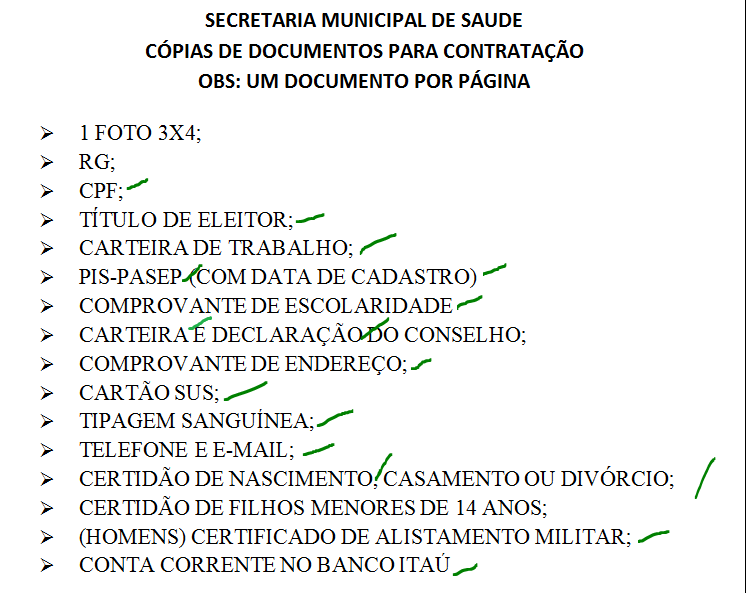 SECRETARIA MUNICIPAL DE SAUDE
CÓPIAS DE DOCUMENTOS PARA CONTRATAÇÃO
OBS: UM DOCUMENTO POR PÁGINA
1 FOTO 3X4;
RG;
CPF;
TÍTULO DE ELEITOR;
CARTEIRA DE TRABALHO;
PIS-PASEP (COM DATA DE CADASTRO)
COMPROVANTE DE ESCOLARIDADE
CARTEIRA E DECLARAÇÃO DO CONSELHO;
COMPROVANTE DE ENDEREÇO;
CARTÃO SUS;
TIPAGEM SANGUÍNEA;
TELEFONE E E-MAIL;
CERTIDÃO DE NASCIMENTO, CASAMENTO OU DIVÓRCIO;
CERTIDÃO DE FILHOS MENORES DE 14 ANOS;
(HOMENS) CERTIFICADO DE ALISTAMENTO MILITAR;
CONTA CORRENTE NO BANCO ITAÚ